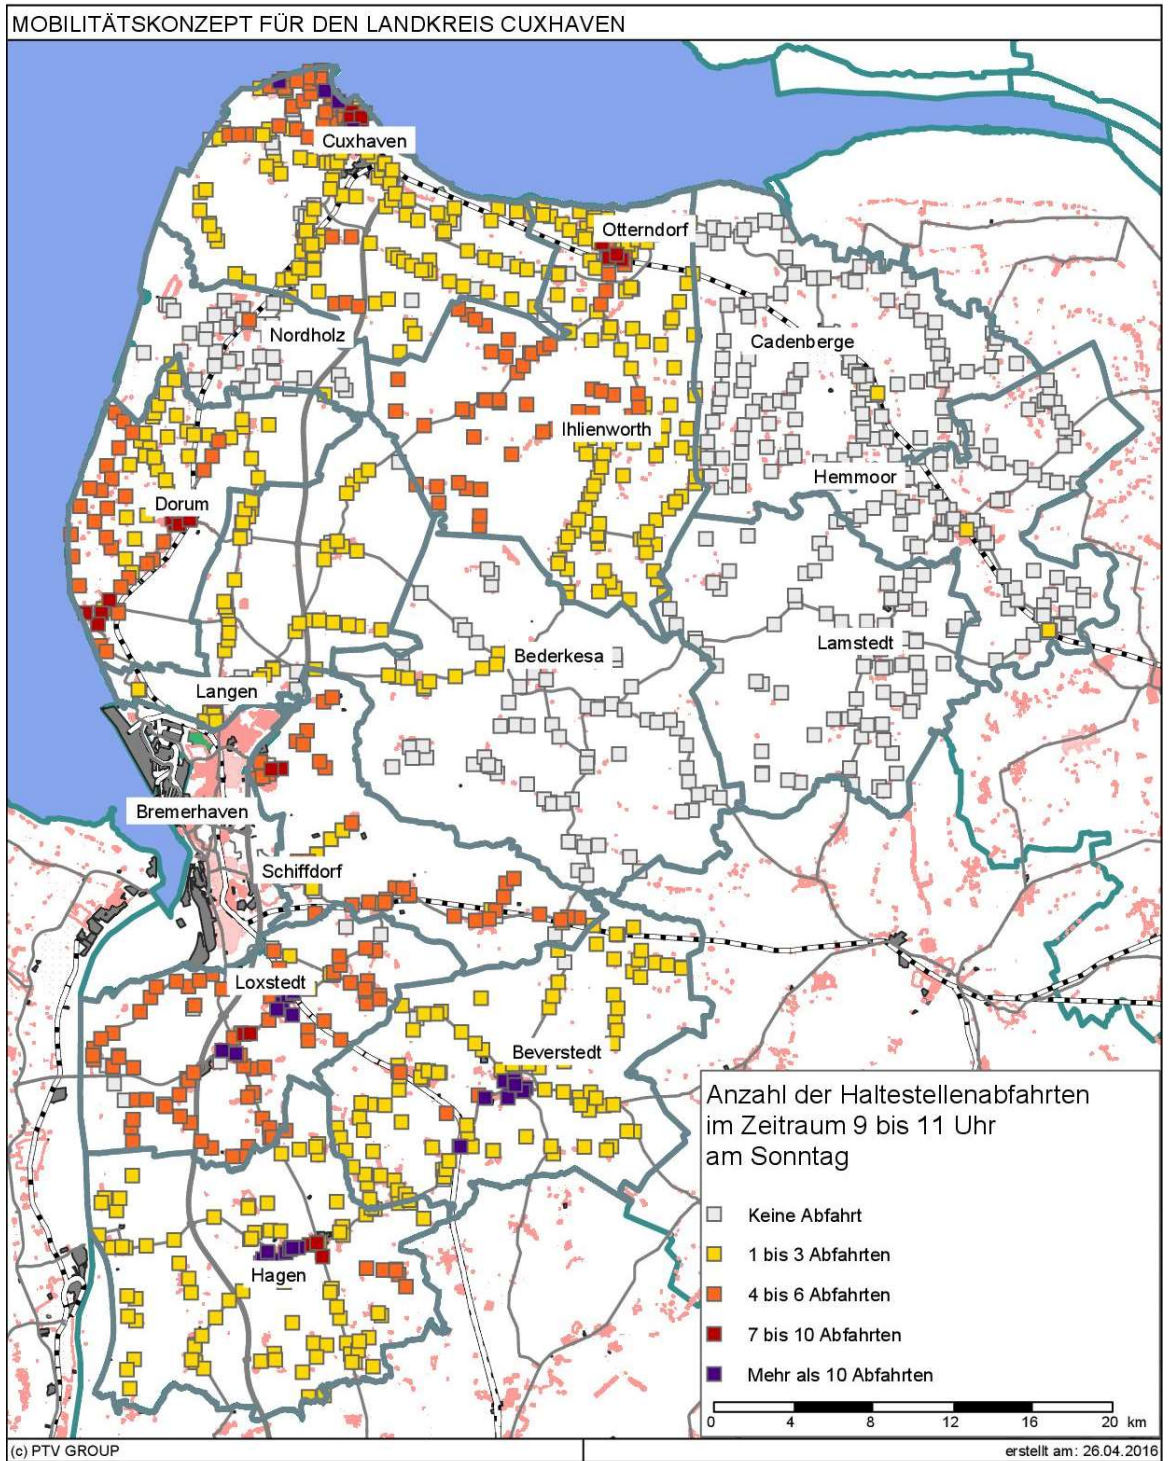 MOBILITÄTSKONZEPT FÜR DEN LANDKREIS CUXHAVEN
Cuxhaven
Otterndorf
Nordholz
Cadenberge
Ihlienworth
Hemmoor
Dorum
Lamstedt
Bederkesa
Langen
Bremerhaven
Schiffdorf
Loxstedt
Beverstedt
Hagen
Anzahl der Haltestellenabfahrten
im Zeitraum 9 bis 11 Uhr
am Sonntag
Keine Abfahrt
1 bis 3 Abfahrten
4 bis 6 Abfahrten
7 bis 10 Abfahrten
Mehr als 10 Abfahrten
0 4 8 12 16 20 km
(c) PTV GROUP
erstellt am: 26.04.2016